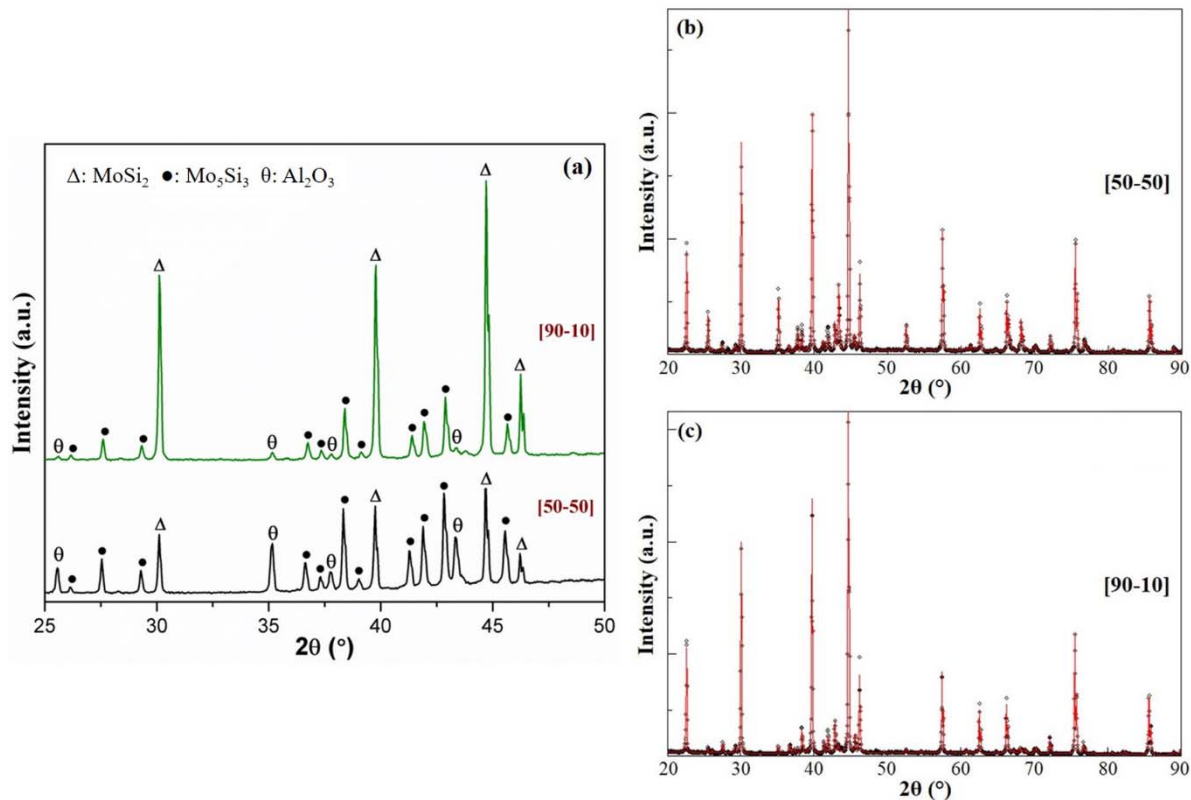 (a)
Δ: MoSi₂ ●: Mo₅Si₃ θ: Al₂O₃
Δ
Δ
Δ
Δ
[90-10]
θ
●
●
●
θ
●
●
θ
●
●
●
●
●
θ
●
[50-50]
θ
●
●
●
Δ
θ
●
●
θ
●
●
Δ
●
●
●
θ
Δ
●
Δ
Intensity (a.u.)
25 30 35 40 45 50
2θ (°)
(b)
[50-50]
Intensity (a.u.)
20 30 40 50 60 70 80 90
2θ (°)
(c)
[90-10]
Intensity (a.u.)
20 30 40 50 60 70 80 90
2θ (°)